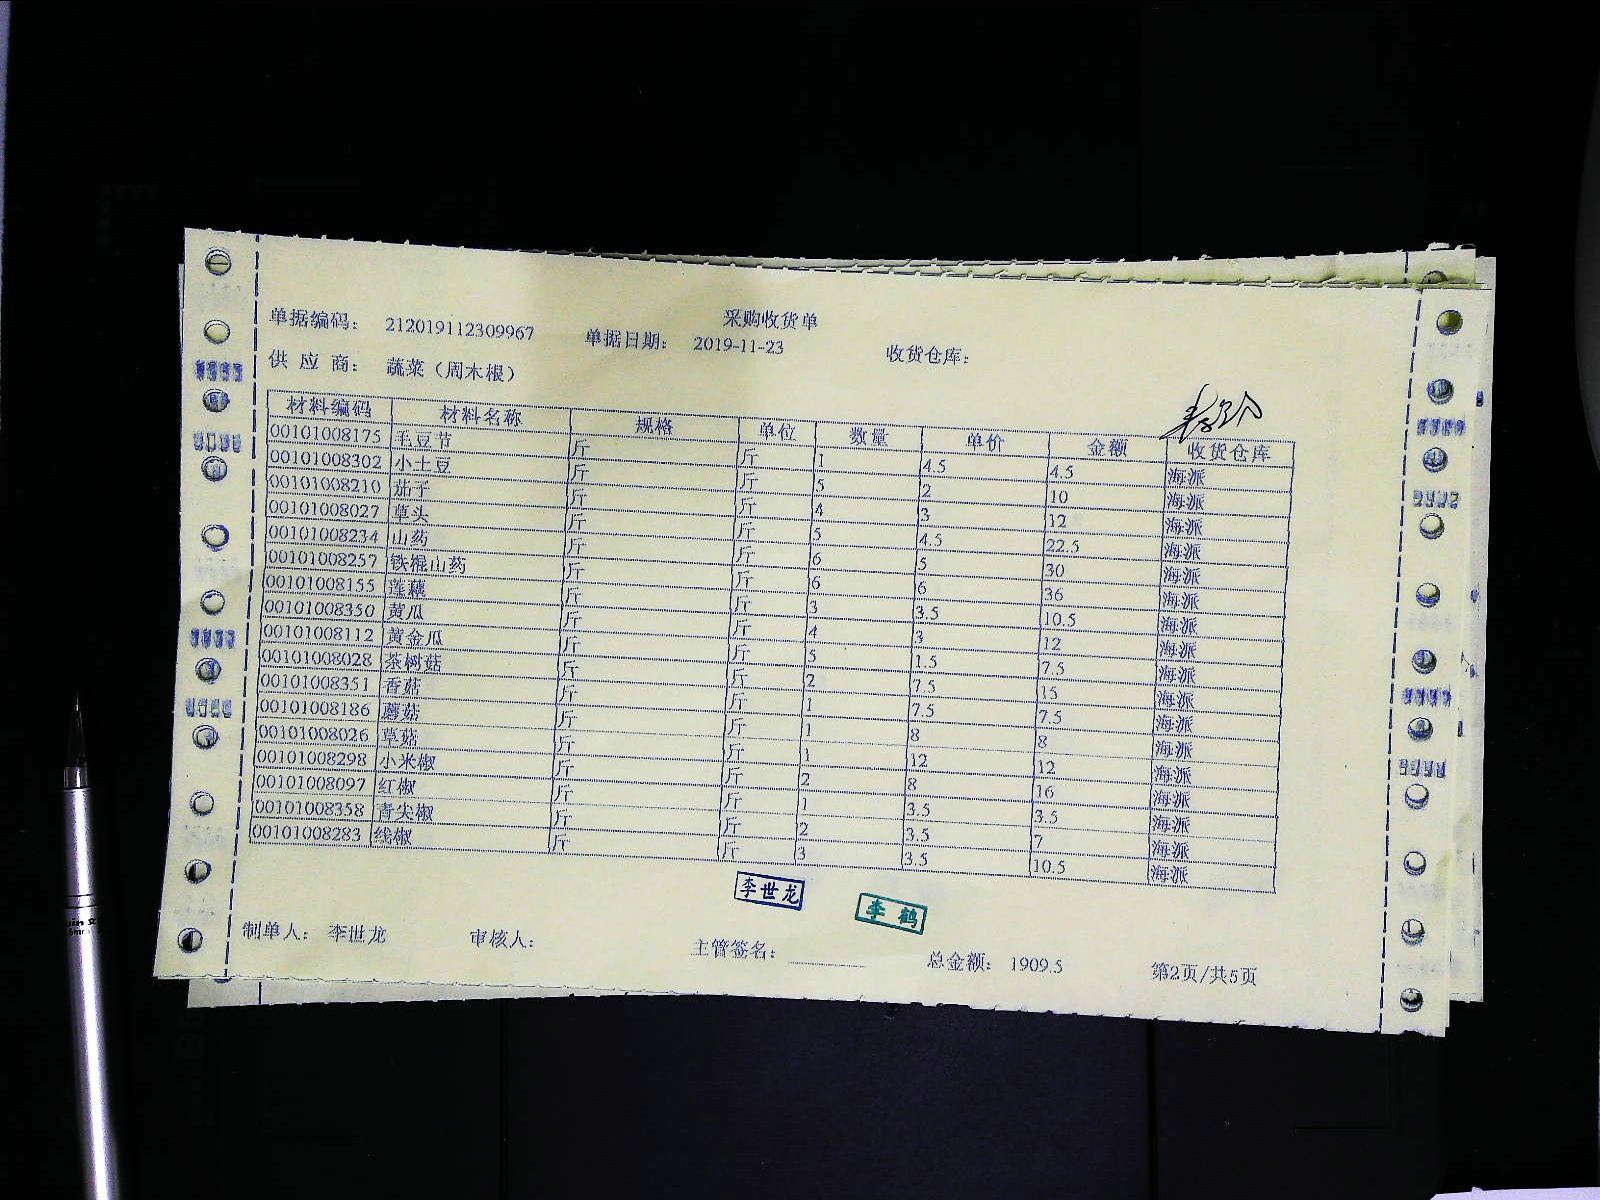 采购收货单
单据编码： 212019112309967 单据日期： 2019-11-23 收货仓库：
供 应 商： 蔬菜（周木根）
材料编码 材料名称 规格 单位 数量 单价 金额 收货仓库
00101008175 毛豆节 斤 斤 1 4.5 4.5 海派
00101008302 小土豆 斤 斤 5 2 10 海派
00101008210 茄子 斤 斤 4 3 12 海派
00101008027 草头 斤 斤 5 4.5 22.5 海派
00101008234 山药 斤 斤 6 5 30 海派
00101008257 铁棍山药 斤 斤 6 6 36 海派
00101008155 莲藕 斤 斤 3 3.5 10.5 海派
00101008350 黄瓜 斤 斤 4 3 12 海派
00101008112 黄金瓜 斤 斤 5 1.5 7.5 海派
00101008028 茶树菇 斤 斤 2 7.5 15 海派
00101008351 香菇 斤 斤 1 7.5 7.5 海派
00101008186 蘑菇 斤 斤 1 8 8 海派
00101008026 草菇 斤 斤 1 12 12 海派
00101008298 小米椒 斤 斤 2 8 16 海派
00101008097 红椒 斤 斤 1 3.5 3.5 海派
00101008358 青尖椒 斤 斤 2 3.5 7 海派
00101008283 线椒 斤 斤 3 3.5 10.5 海派
李世龙 李鹤
制单人： 李世龙 审核人： 主管签名： 总金额： 1909.5 第2页/共5页